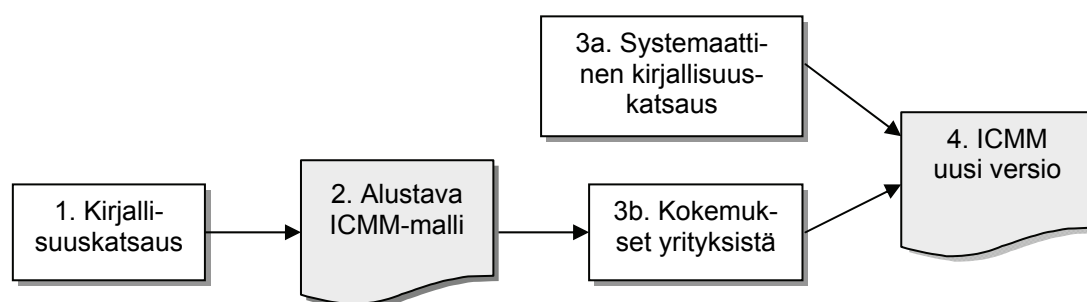 3a. Systemaatti-
nen kirjallisuus-
katsaus
4. ICMM
uusi versio
1. Kirjalli-
suuskatsaus
2. Alustava
ICMM-malli
3b. Kokemuk-
set yrityksistä